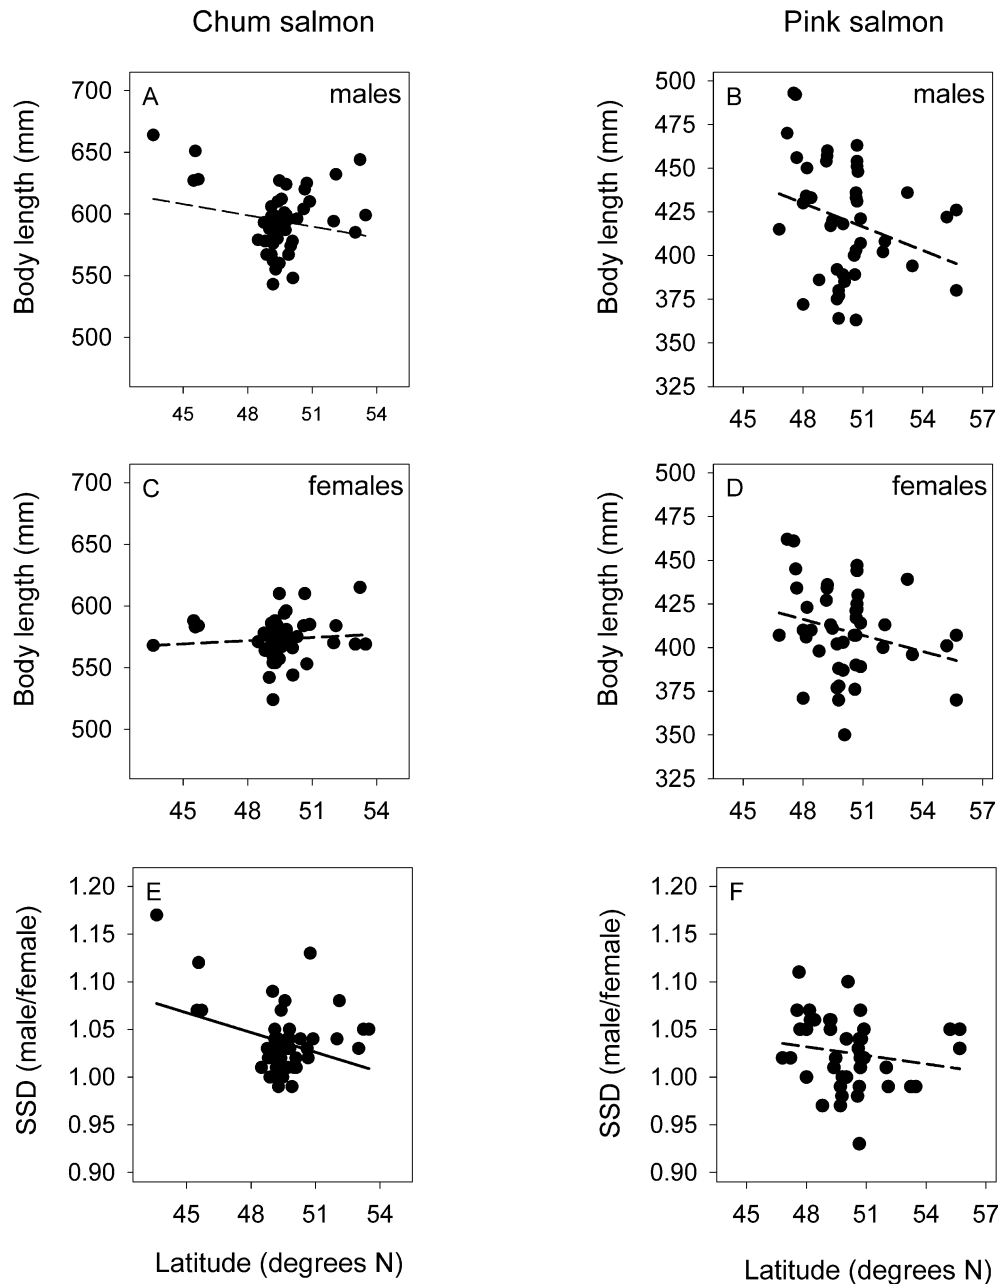 Chum salmon
Pink salmon
A
males
Body length (mm)
700
650
600
550
500
45 48 51 54
B
males
Body length (mm)
500
475
450
425
400
375
350
325
45 48 51 54 57
C
females
Body length (mm)
700
650
600
550
500
45 48 51 54
D
females
Body length (mm)
500
475
450
425
400
375
350
325
45 48 51 54 57
E
SSD (male/female)
1.20
1.15
1.10
1.05
1.00
0.95
0.90
45 48 51 54
Latitude (degrees N)
F
SSD (male/female)
1.20
1.15
1.10
1.05
1.00
0.95
0.90
45 48 51 54 57
Latitude (degrees N)